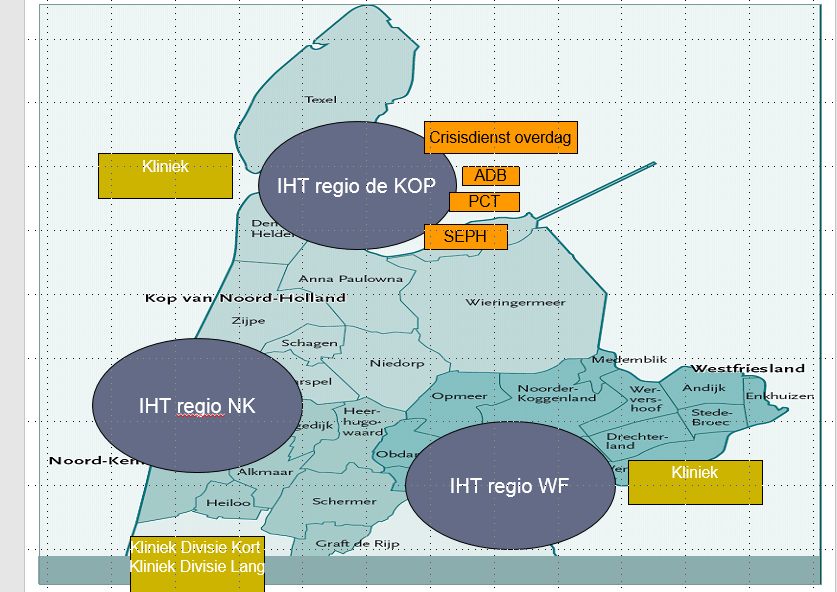 Texel
Crisisdienst overdag
Kliniek
ADB
IHT regio de KOP
PCT
Den
Helder
SEPH
Anna Paulowna
Kop van Noord-Holland
Wieringermeer
Zijpe
Schagen
Niedorp
Medemblik
Westfriesland
Andijk
Enkhuizen
Opmeer
Noorder-
Koggenland
Wer-
vers-
hoof
Stede-
Broec
IHT regio NK
Heer-
hugo-
waard
Drechter-
land
Obdam
Noord-Ken
Alkmaar
Kliniek
IHT regio WF
Heiloo
Schermer
Graft de Rijp
Kliniek Divisie Kort
Kliniek Divisie Lang